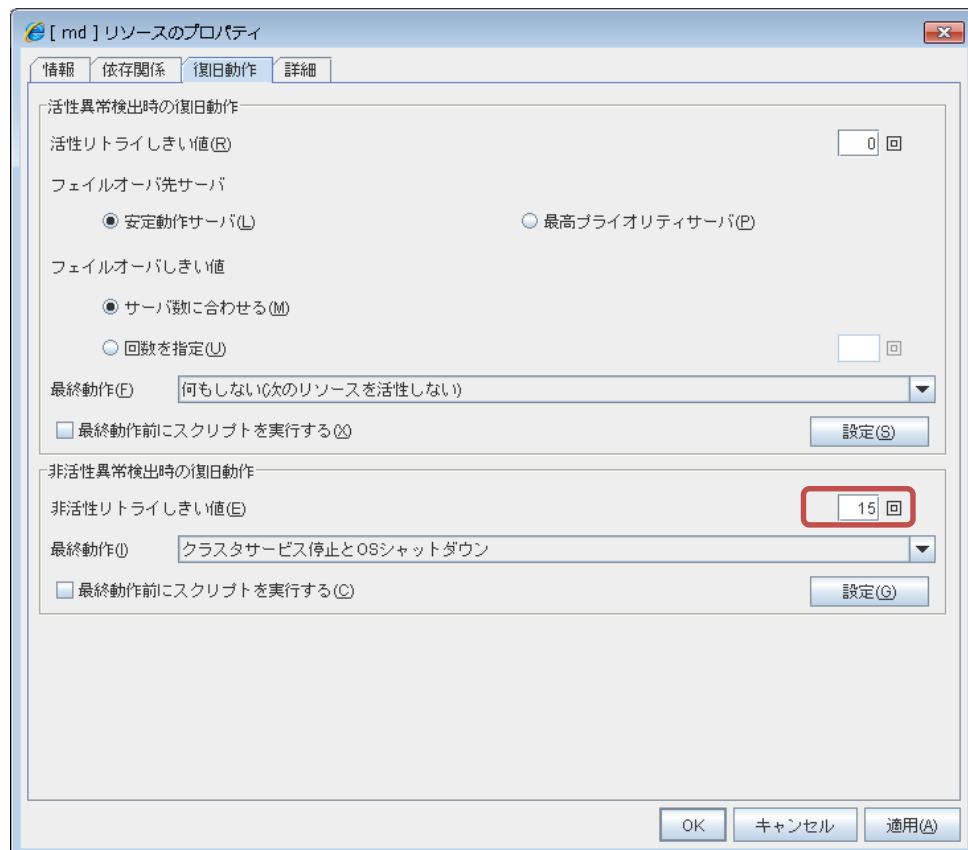 [ md ] リソースのプロパティ
情報 依存関係 復旧動作 詳細
活性異常検出時の復旧動作
活性リトライしきい値(R) 0 回
フェイルオーバ先サーバ
安定動作サーバ(L) 最高プライオリティサーバ(P)
フェイルオーバしきい値
サーバ数に合わせる(M)
回数を指定(U) 回
最終動作(F) 何もしない(次のリソースを活性しない)
最終動作前にスクリプトを実行する(X) 設定(S)
非活性異常検出時の復旧動作
非活性リトライしきい値(E) 15 回
最終動作(I) クラスタサービス停止とOSシャットダウン
最終動作前にスクリプトを実行する(C) 設定(G)
OK キャンセル 適用(A)